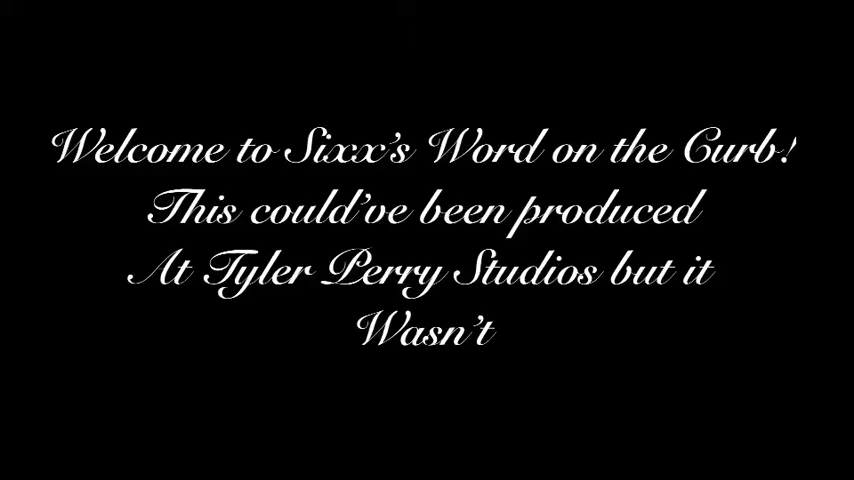 Welcome to Sixx's Word on the Curb!
This could've been produced
At Tyler Perry Studios but it
Wasn't